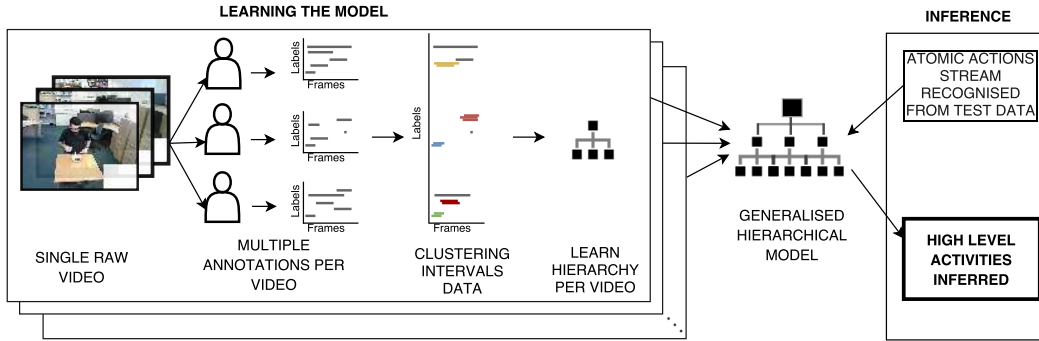 LEARNING THE MODEL
Labels
Frames
Labels
Frames
Labels
Frames
Labels
Frames
SINGLE RAW
VIDEO
MULTIPLE
ANNOTATIONS PER
VIDEO
CLUSTERING
INTERVALS
DATA
LEARN
HIERARCHY
PER VIDEO
GENERALISED
HIERARCHICAL
MODEL
INFERENCE
ATOMIC ACTIONS
STREAM
RECOGNISED
FROM TEST DATA
HIGH LEVEL
ACTIVITIES
INFERRED